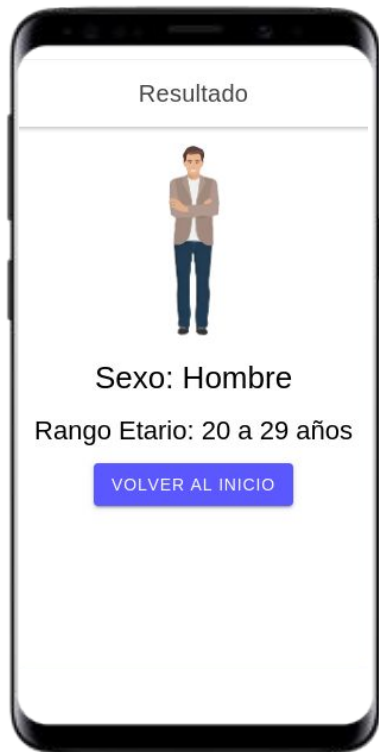 Resultado
Sexo: Hombre
Rango Etario: 20 a 29 años
VOLVER AL INICIO